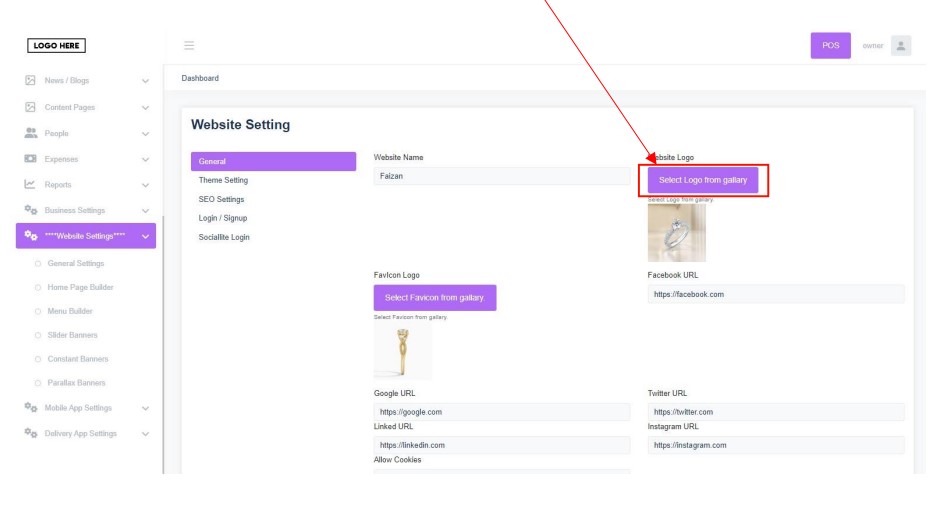 LOGO HERE
POS
owner
News / Blogs
Content Pages
People
Expenses
Reports
Business Settings
****Website Settings****
General Settings
Home Page Builder
Menu Builder
Slider Banners
Constant Banners
Parallax Banners
Mobile App Settings
Delivery App Settings
Dashboard
Website Setting
General
Theme Setting
SEO Settings
Login / Signup
Sociallite Login
Website Name
Faizan
Website Logo
Select Logo from gallary
Select Logo from gallary.
FavIcon Logo
Select Favicon from gallary
Select Favicon from gallary
Facebook URL
https://facebook.com
Google URL
https://google.com
Twitter URL
https://twitter.com
Linked URL
https://linkedin.com
Instagram URL
https://instagram.com
Allow Cookies